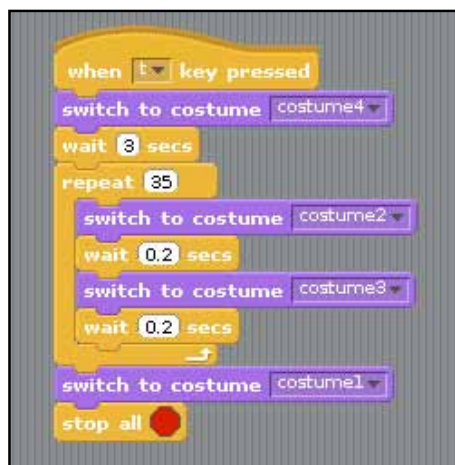 when t key pressed
switch to costume costume4
wait 3 secs
repeat 35
switch to costume costume2
wait 0.2 secs
switch to costume costume3
wait 0.2 secs
switch to costume costume1
stop all